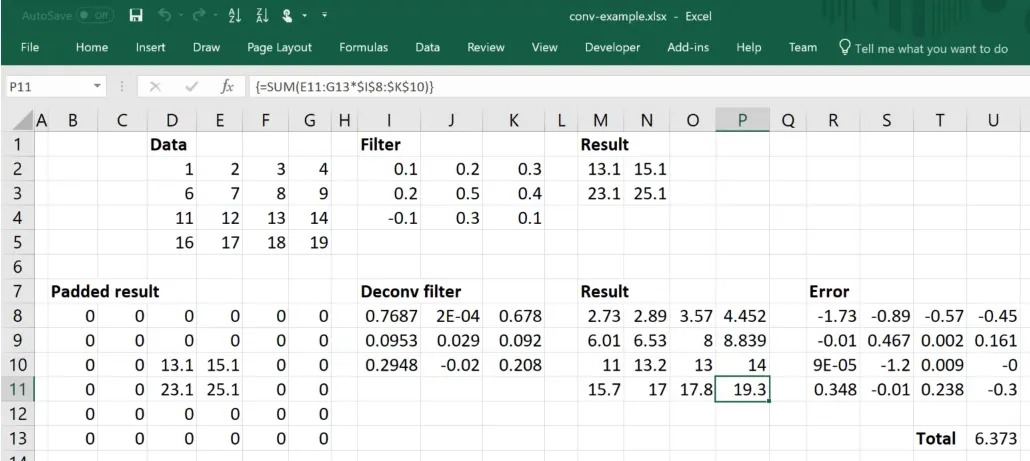 AutoSave Off conv-example.xlsx - Excel
File Home Insert Draw Page Layout Formulas Data Review View Developer Add-ins Help Team Tell me what you want to do
P11 fx {=SUM(E11:G13*$I$8:$K$10)}
A B C D E F G H I J K L M N O P Q R S T U
1 Data Filter Result
2 1 2 3 4 0.1 0.2 0.3 13.1 15.1
3 6 7 8 9 0.2 0.5 0.4 23.1 25.1
4 11 12 13 14 -0.1 0.3 0.1
5 16 17 18 19
6
7 Padded result Deconv filter Result Error
8 0 0 0 0 0 0 0.7687 2E-04 0.678 2.73 2.89 3.57 4.452 -1.73 -0.89 -0.57 -0.45
9 0 0 0 0 0 0 0.0953 0.029 0.092 6.01 6.53 8 8.839 -0.01 0.467 0.002 0.161
10 0 0 13.1 15.1 0 0 0.2948 -0.02 0.208 11 13.2 13 14 9E-05 -1.2 0.009 -0
11 0 0 23.1 25.1 0 0 15.7 17 17.8 19.3 0.348 -0.01 0.238 -0.3
12 0 0 0 0 0 0
13 0 0 0 0 0 0 Total 6.373
14